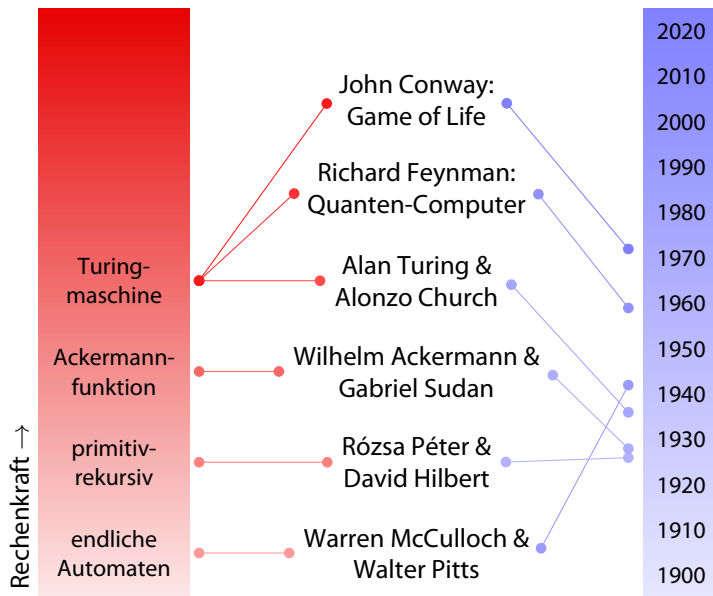 John Conway:
Game of Life
Richard Feynman:
Quanten-Computer
Turing-
maschine
Alan Turing &
Alonzo Church
Ackermann-
funktion
Wilhelm Ackermann &
Gabriel Sudan
primitiv-
rekursiv
Rózsa Péter &
David Hilbert
endliche
Automaten
Warren McCulloch &
Walter Pitts
Rechenkraft →
2020
2010
2000
1990
1980
1970
1960
1950
1940
1930
1920
1910
1900